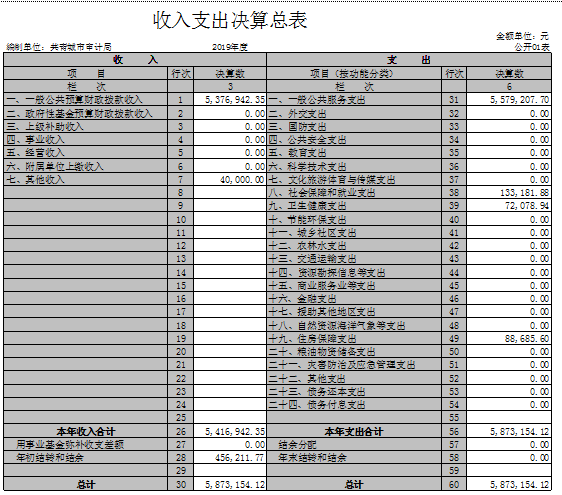 收入支出决算总表
金额单位：元
编制单位：共青城市审计局 2019年度 公开01表
收 入 支 出
项 目 行次 决算数 项目（按功能分类） 行次 决算数
栏 次 3 栏 次 6
一、一般公共预算财政拨款收入 1 5,376,942.35 一、一般公共服务支出 31 5,579,207.70
二、政府性基金预算财政拨款收入 2 0.00 二、外交支出 32 0.00
三、上级补助收入 3 0.00 三、国防支出 33 0.00
四、事业收入 4 0.00 四、公共安全支出 34 0.00
五、经营收入 5 0.00 五、教育支出 35 0.00
六、附属单位上缴收入 6 0.00 六、科学技术支出 36 0.00
七、其他收入 7 40,000.00 七、文化旅游体育与传媒支出 37 0.00
8 八、社会保障和就业支出 38 133,181.88
9 九、卫生健康支出 39 72,078.94
10 十、节能环保支出 40 0.00
11 十一、城乡社区支出 41 0.00
12 十二、农林水支出 42 0.00
13 十三、交通运输支出 43 0.00
14 十四、资源勘探信息等支出 44 0.00
15 十五、商业服务业等支出 45 0.00
16 十六、金融支出 46 0.00
17 十七、援助其他地区支出 47 0.00
18 十八、自然资源海洋气象等支出 48 0.00
19 十九、住房保障支出 49 88,685.60
20 二十、粮油物资储备支出 50 0.00
21 二十一、灾害防治及应急管理支出 51 0.00
22 二十二、其他支出 52 0.00
23 二十三、债务还本支出 53 0.00
24 二十四、债务付息支出 54 0.00
25 55
本年收入合计 26 5,416,942.35 本年支出合计 56 5,873,154.12
用事业基金弥补收支差额 27 0.00 结余分配 57 0.00
年初结转和结余 28 456,211.77 年末结转和结余 58 0.00
29 59
总计 30 5,873,154.12 总计 60 5,873,154.12